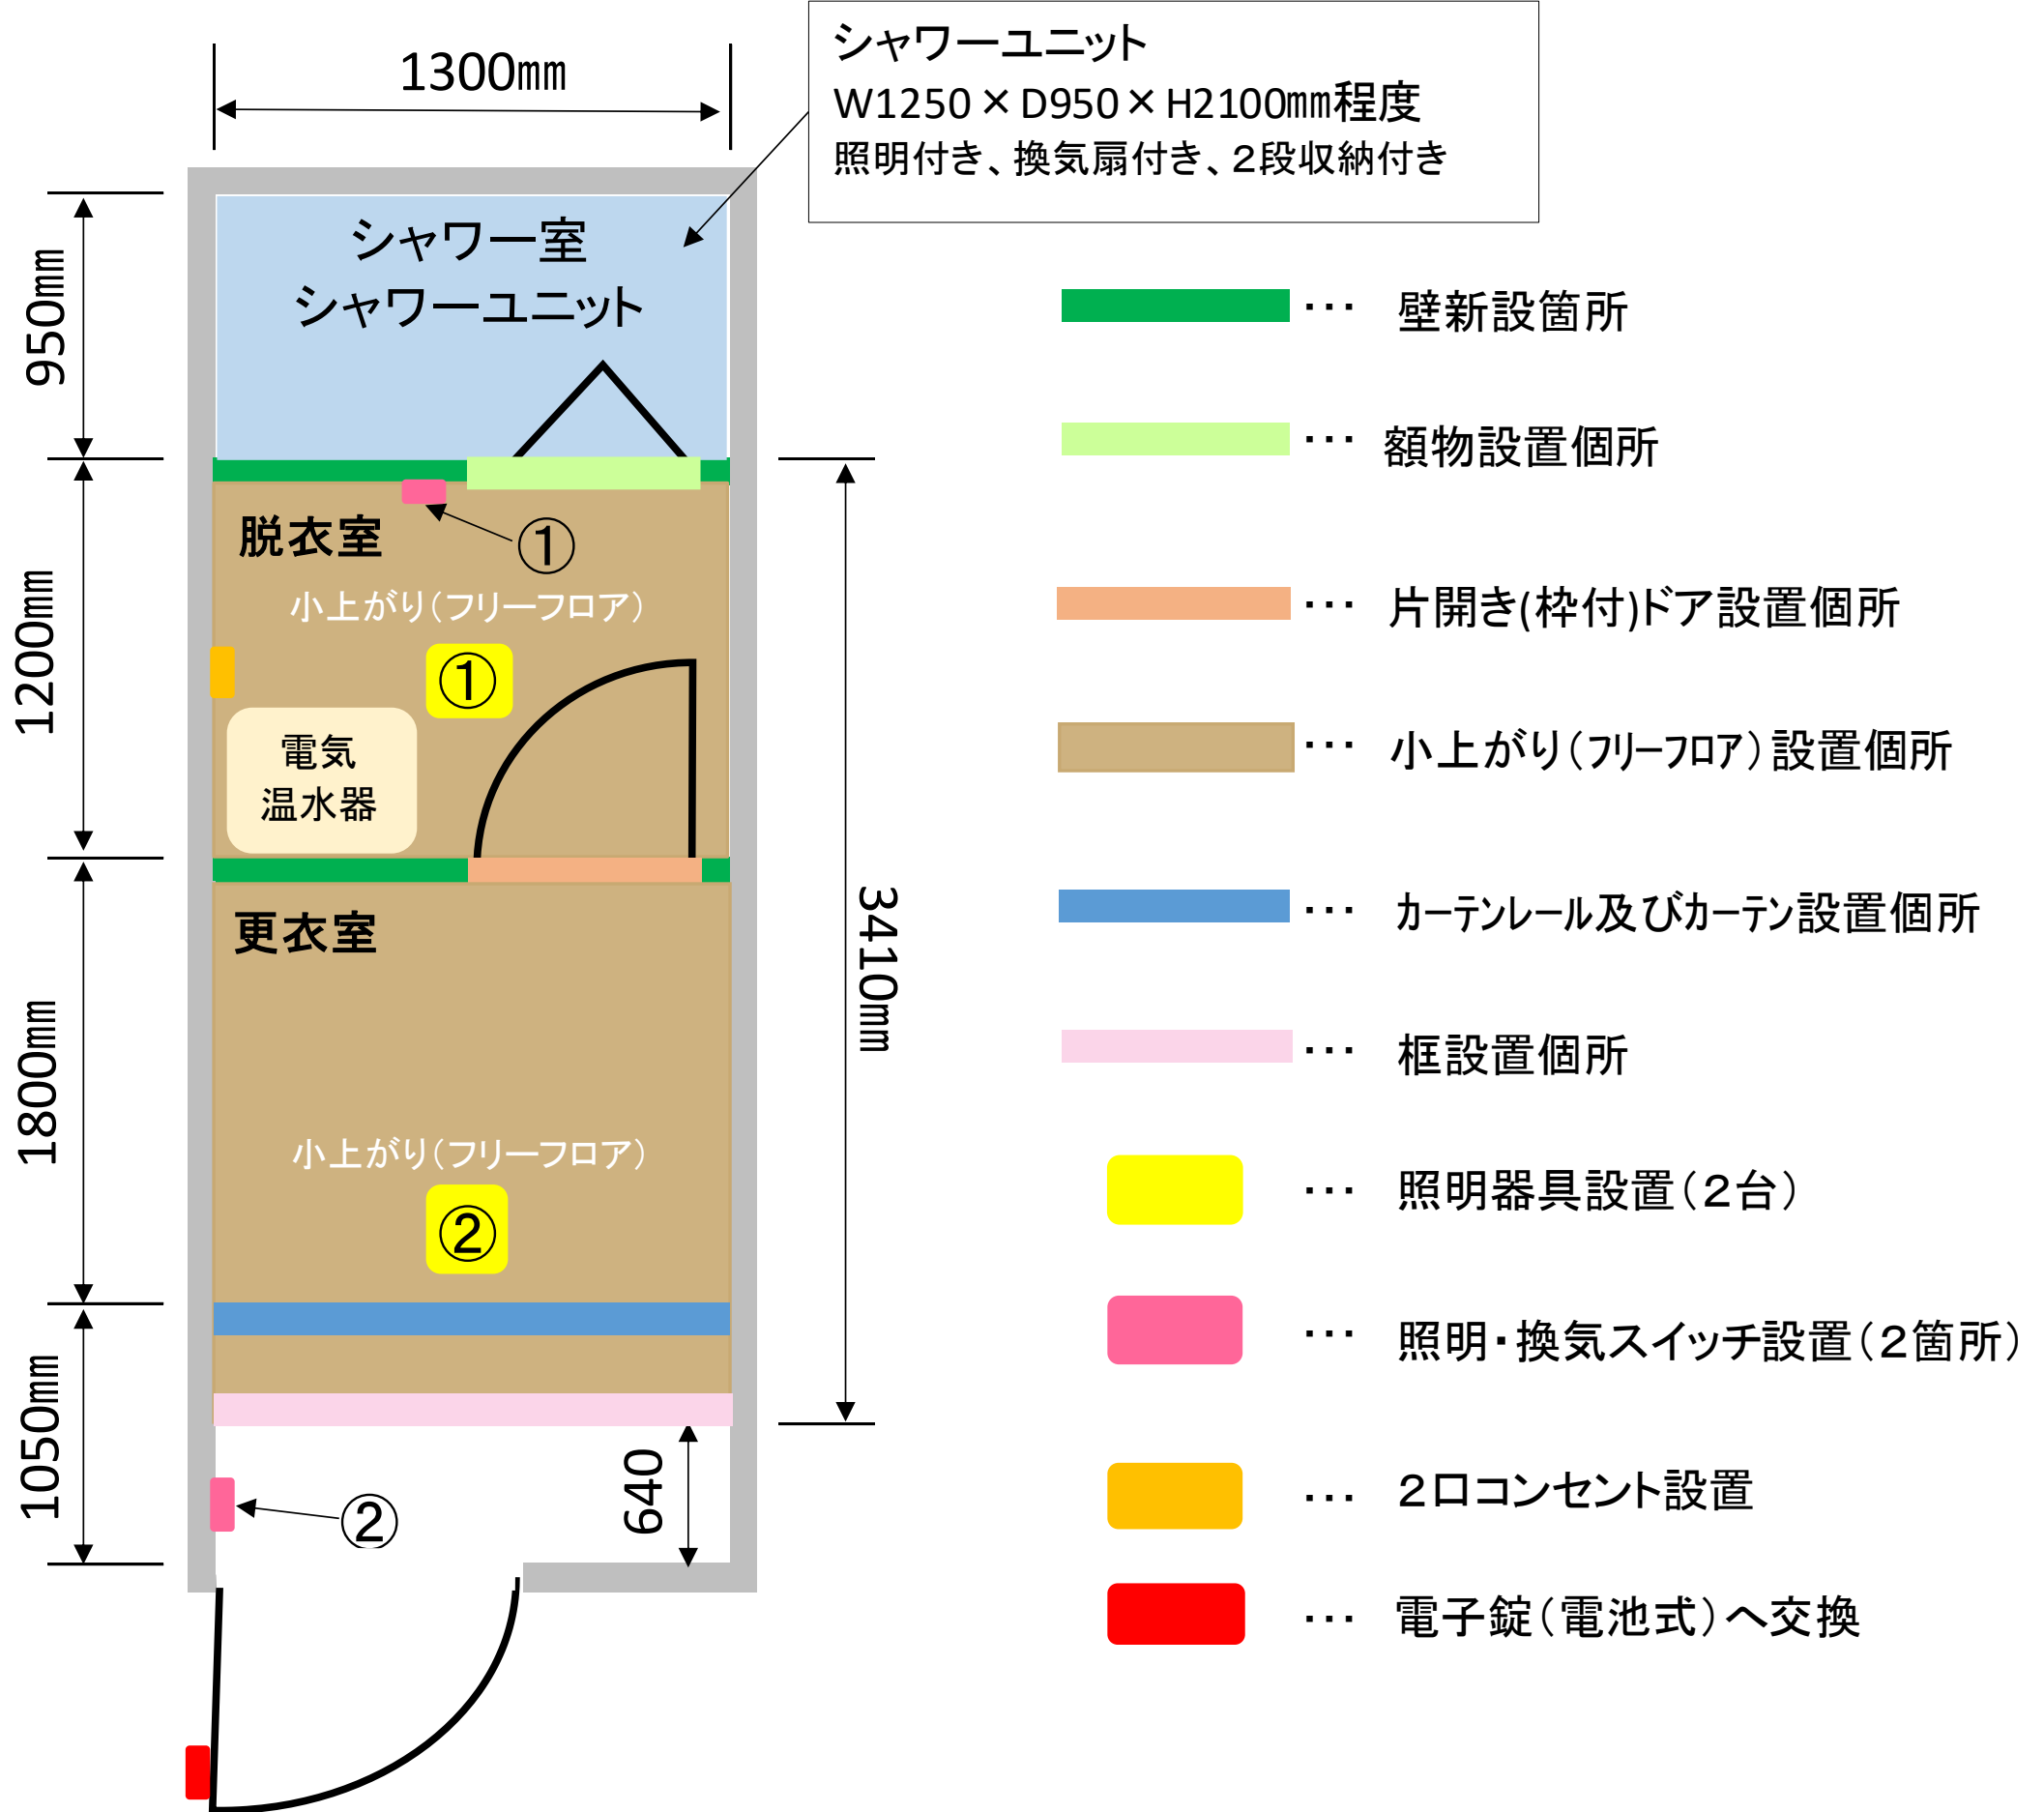 1300㎜
シャワーユニット
W1250×D950×H2100㎜程度
照明付き、換気扇付き、２段収納付き
950㎜
シャワー室
シャワーユニット
1200㎜
脱衣室
①
小上がり（フリーフロア）
①
電気
温水器
3410㎜
1800㎜
更衣室
小上がり（フリーフロア）
②
1050㎜
640
②
… 壁新設箇所
… 額物設置個所
… 片開き(枠付)ドア設置個所
… 小上がり（フリーフロア）設置個所
… カーテンレール及びカーテン設置個所
… 框設置個所
… 照明器具設置（２台）
… 照明・換気スイッチ設置（２箇所）
… ２口コンセント設置
… 電子錠（電池式）へ交換